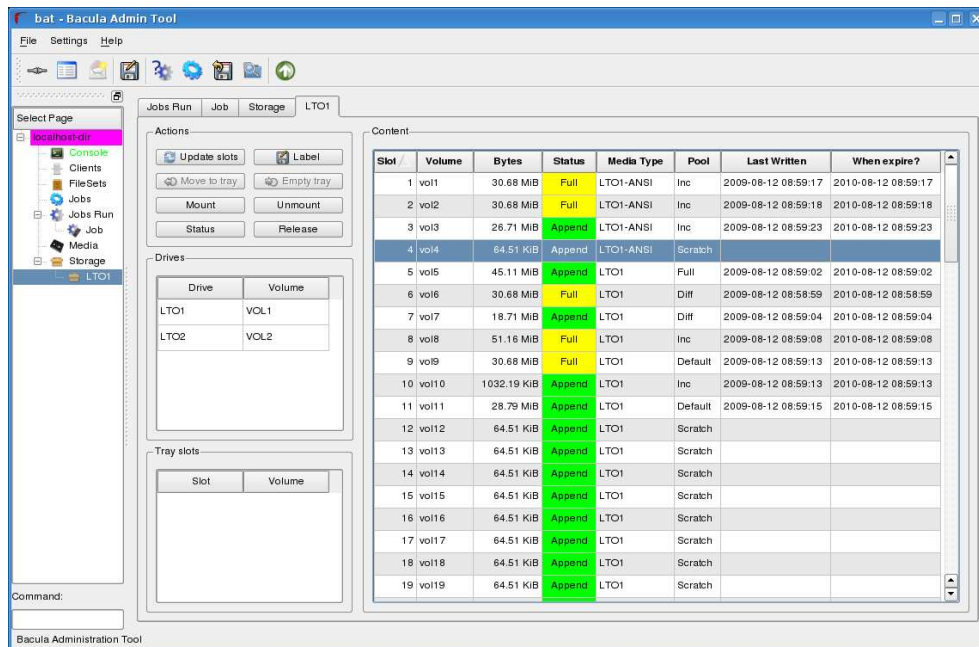 bat - Bacula Admin Tool
File Settings Help
Select Page
localhost-dir
Console
Clients
FileSets
Jobs
Jobs Run
Job
Media
Storage
LTO1
Command:
Jobs Run Job Storage LTO1
Actions
Update slots Label
Move to tray Empty tray
Mount Unmount
Status Release
Drives
Drive Volume
LTO1 VOL1
LTO2 VOL2
Tray slots
Slot Volume
Content
Slot Volume Bytes Status Media Type Pool Last Written When expire?
1 vol1 30.68 MiB Full LTO1-ANSI Inc 2009-08-12 08:59:17 2010-08-12 08:59:17
2 vol2 30.68 MiB Full LTO1-ANSI Inc 2009-08-12 08:59:18 2010-08-12 08:59:18
3 vol3 26.71 MiB Append LTO1-ANSI Inc 2009-08-12 08:59:23 2010-08-12 08:59:23
4 vol4 64.51 KiB Append LTO1-ANSI Scratch
5 vol5 45.11 MiB Append LTO1 Full 2009-08-12 08:59:02 2010-08-12 08:59:02
6 vol6 30.68 MiB Full LTO1 Diff 2009-08-12 08:58:59 2010-08-12 08:58:59
7 vol7 18.71 MiB Append LTO1 Diff 2009-08-12 08:59:04 2010-08-12 08:59:04
8 vol8 51.16 MiB Full LTO1 Inc 2009-08-12 08:59:08 2010-08-12 08:59:08
9 vol9 30.68 MiB Full LTO1 Default 2009-08-12 08:59:13 2010-08-12 08:59:13
10 vol10 1032.19 KiB Append LTO1 Inc 2009-08-12 08:59:13 2010-08-12 08:59:13
11 vol11 28.79 MiB Append LTO1 Default 2009-08-12 08:59:15 2010-08-12 08:59:15
12 vol12 64.51 KiB Append LTO1 Scratch
13 vol13 64.51 KiB Append LTO1 Scratch
14 vol14 64.51 KiB Append LTO1 Scratch
15 vol15 64.51 KiB Append LTO1 Scratch
16 vol16 64.51 KiB Append LTO1 Scratch
17 vol17 64.51 KiB Append LTO1 Scratch
18 vol18 64.51 KiB Append LTO1 Scratch
19 vol19 64.51 KiB Append LTO1 Scratch
Bacula Administration Tool